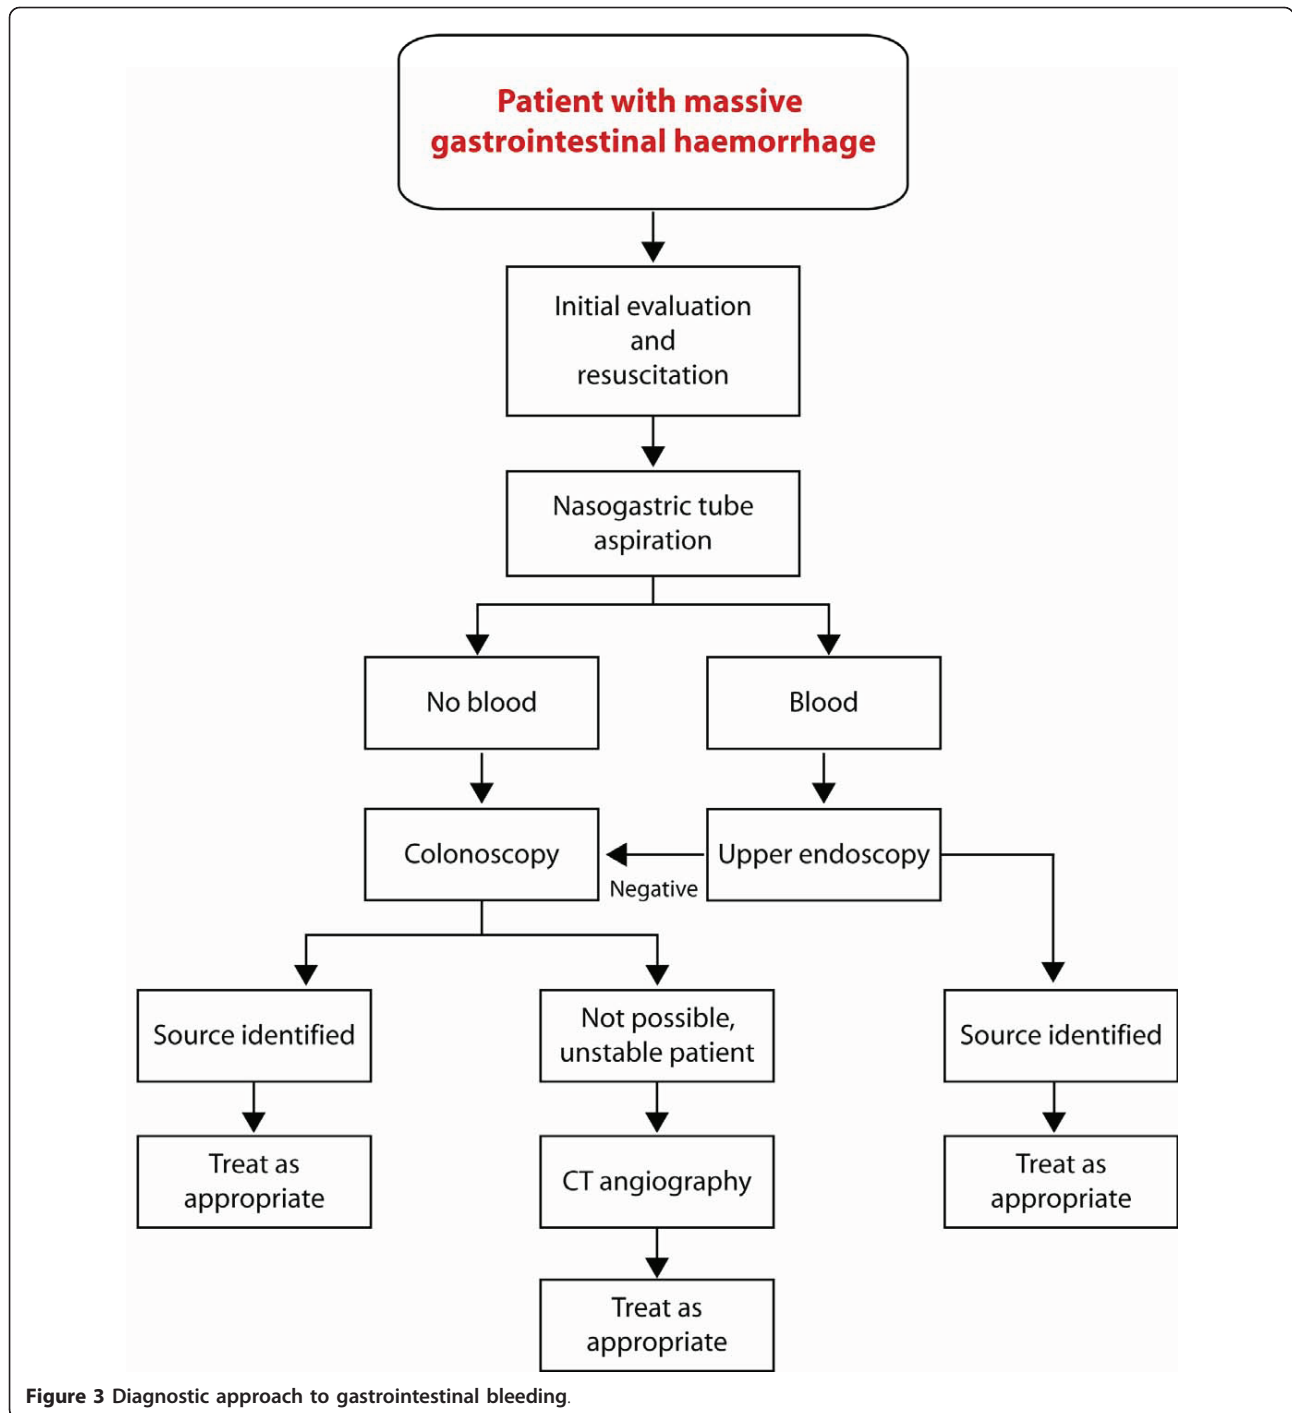 Patient with massive
gastrointestinal haemorrhage
Initial evaluation
and
resuscitation
Nasogastric tube
aspiration
No blood
Blood
Colonoscopy
Negative
Upper endoscopy
Source identified
Not possible,
unstable patient
Source identified
Treat as
appropriate
CT angiography
Treat as
appropriate
Treat as
appropriate
Figure 3 Diagnostic approach to gastrointestinal bleeding.